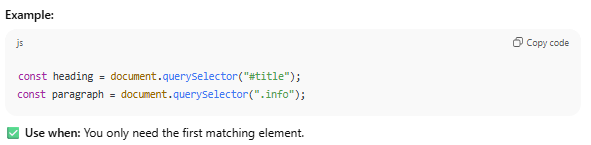 Example:
js
Copy code
const heading = document.querySelector("#title");
const paragraph = document.querySelector(".info");
✅ Use when: You only need the first matching element.